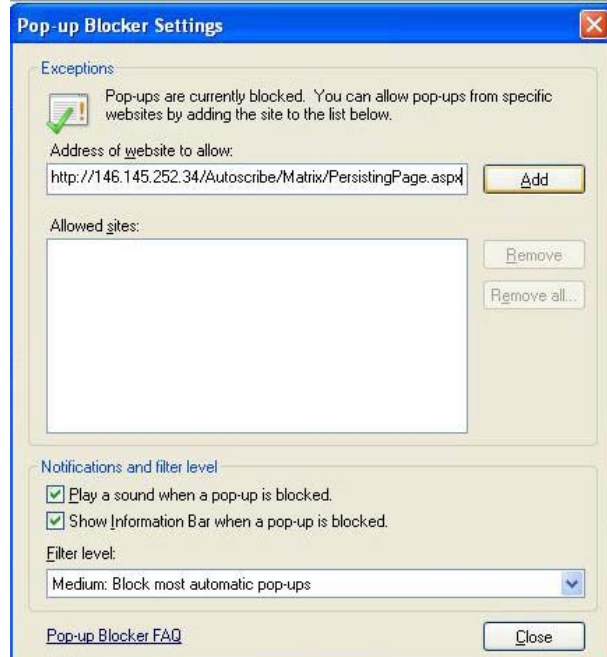 Pop-up Blocker Settings
Exceptions
Pop-ups are currently blocked. You can allow pop-ups from specific
websites by adding the site to the list below.
Address of website to allow:
http://146.145.252.34/Autoscribe/Matrix/PersistingPage.aspx
Add
Allowed sites:
Remove
Remove all...
Notifications and filter level
Play a sound when a pop-up is blocked.
Show Information Bar when a pop-up is blocked.
Filter level:
Medium: Block most automatic pop-ups
Pop-up Blocker FAQ
Close